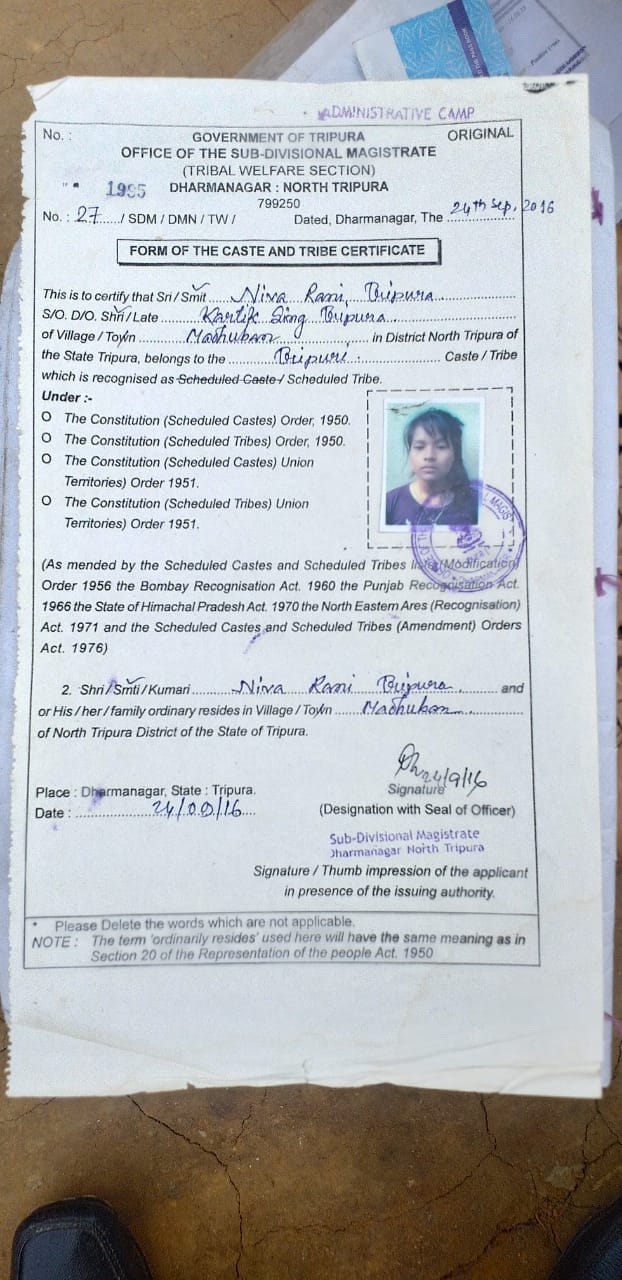 ADMINISTRATIVE CAMP
No. : ORIGINAL
GOVERNMENT OF TRIPURA
OFFICE OF THE SUB-DIVISIONAL MAGISTRATE
(TRIBAL WELFARE SECTION)
1995 DHARMANAGAR : NORTH TRIPURA
799250
No. : 27 / SDM / DMN / TW / Dated, Dharmanagar, The 24th Sep, 2016
FORM OF THE CASTE AND TRIBE CERTIFICATE
This is to certify that Sri / Smit Niva Rani Tripura
S/O. D/O. Shri / Late Kartik Sing Tripura
of Village / Town Madhuban in District North Tripura of
the State Tripura, belongs to the Tripuri Caste / Tribe
which is recognised as Scheduled Caste / Scheduled Tribe.
Under :-
O The Constitution (Scheduled Castes) Order, 1950.
O The Constitution (Scheduled Tribes) Order, 1950.
O The Constitution (Scheduled Castes) Union
Territories) Order 1951.
O The Constitution (Scheduled Tribes) Union
Territories) Order 1951.
(As mended by the Scheduled Castes and Scheduled Tribes lists (Modification)
Order 1956 the Bombay Recognisation Act. 1960 the Punjab Recognisation Act.
1966 the State of Himachal Pradesh Act. 1970 the North Eastern Ares (Recognisation)
Act. 1971 and the Scheduled Castes and Scheduled Tribes (Amendment) Orders
Act. 1976)
2. Shri / Smti / Kumari Niva Rani Tripura and
or His / her / family ordinary resides in Village / Town Madhuban
of North Tripura District of the State of Tripura.
24/9/16
Place : Dharmanagar, State : Tripura. Signature
Date : 24/09/16 (Designation with Seal of Officer)
Sub-Divisional Magistrate
Dharmanagar North Tripura
Signature / Thumb impression of the applicant
in presence of the issuing authority.
* Please Delete the words which are not applicable.
NOTE : The term 'ordinarily resides' used here will have the same meaning as in
Section 20 of the Representation of the people Act. 1950